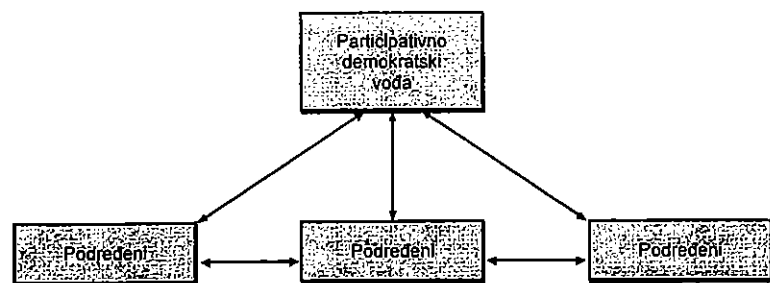 Participativno
demokratski
vođa
Podređeni
Podređeni
Podređeni